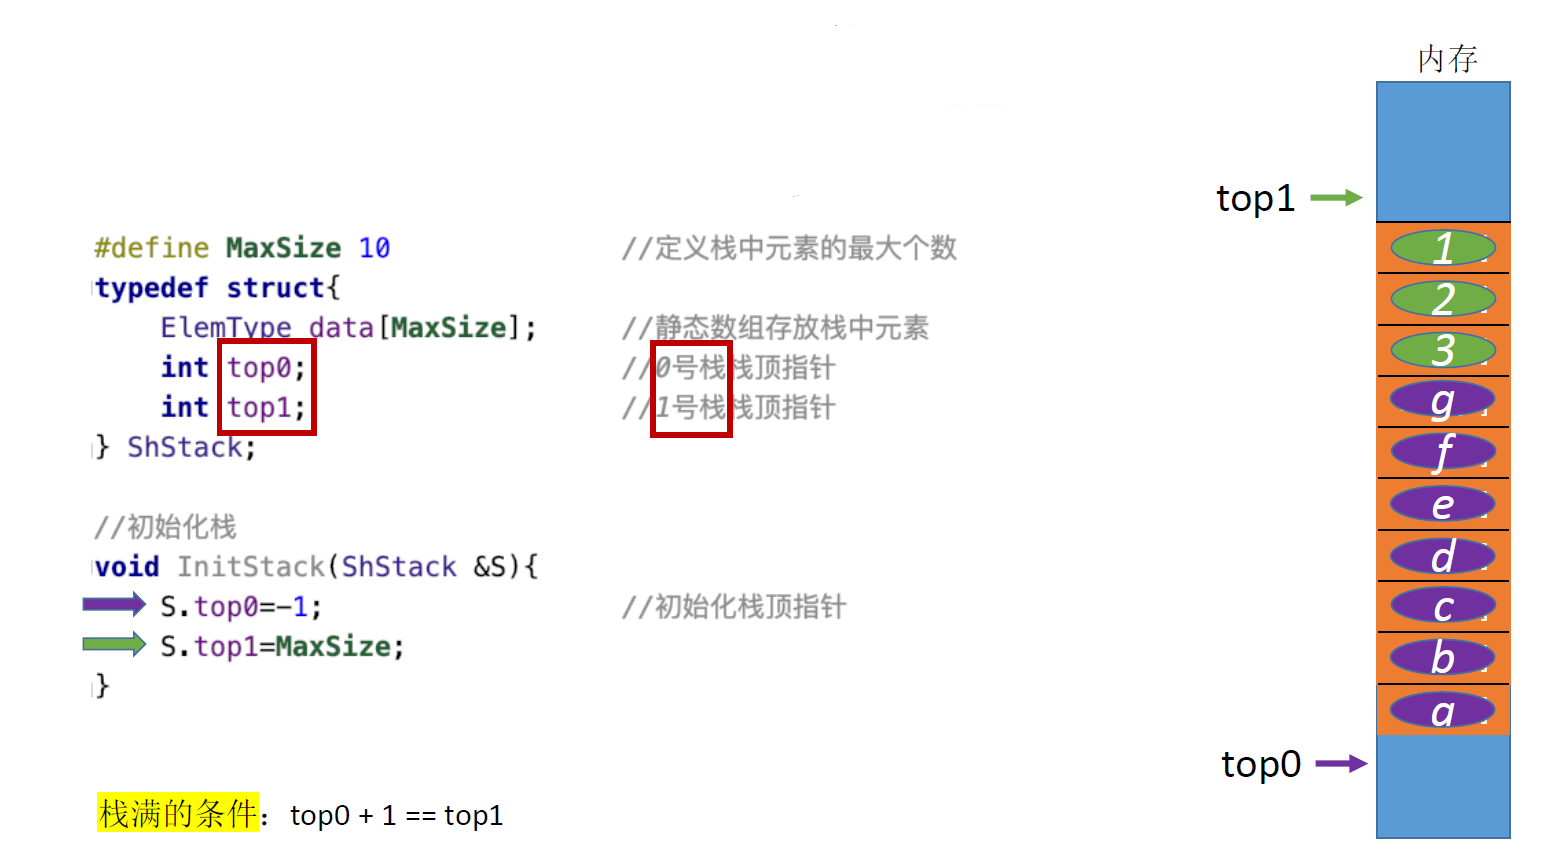 内存
top1
#define MaxSize 10 //定义栈中元素的最大个数
typedef struct{
ElemType data[MaxSize]; //静态数组存放栈中元素
int top0; //0号栈栈顶指针
int top1; //1号栈栈顶指针
} ShStack;
//初始化栈
void InitStack(ShStack &S){
S.top0=-1; //初始化栈顶指针
S.top1=MaxSize;
}
1
2
3
g
f
e
d
c
b
a
top0
栈满的条件：top0 + 1 == top1